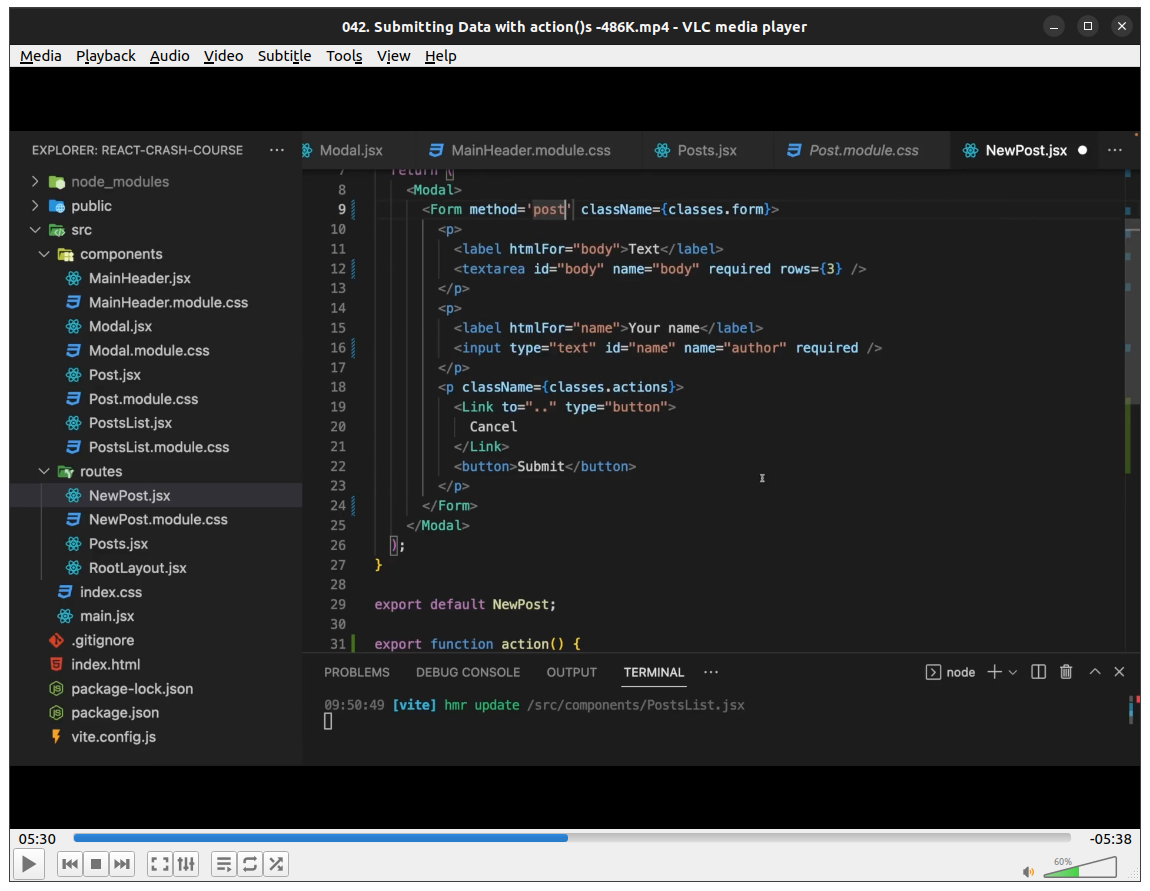 042. Submitting Data with action()s -486K.mp4 - VLC media player
Media Playback Audio Video Subtitle Tools View Help
EXPLORER: REACT-CRASH-COURSE ···
node_modules
public
src
components
MainHeader.jsx
MainHeader.module.css
Modal.jsx
Modal.module.css
Post.jsx
Post.module.css
PostsList.jsx
PostsList.module.css
routes
NewPost.jsx
NewPost.module.css
Posts.jsx
RootLayout.jsx
index.css
main.jsx
.gitignore
index.html
package-lock.json
package.json
vite.config.js
Modal.jsx MainHeader.module.css Posts.jsx Post.module.css NewPost.jsx ● ···
7 return (
8 <Modal>
9 <Form method='post' className={classes.form}>
10 <p>
11 <label htmlFor="body">Text</label>
12 <textarea id="body" name="body" required rows={3} />
13 </p>
14 <p>
15 <label htmlFor="name">Your name</label>
16 <input type="text" id="name" name="author" required />
17 </p>
18 <p className={classes.actions}>
19 <Link to=".." type="button">
20 Cancel
21 </Link>
22 <button>Submit</button>
23 </p>
24 </Form>
25 </Modal>
26 );
27 }
28
29 export default NewPost;
30
31 export function action() {
PROBLEMS DEBUG CONSOLE OUTPUT TERMINAL ··· node
09:50:49 [vite] hmr update /src/components/PostsList.jsx
05:30 -05:38
60%